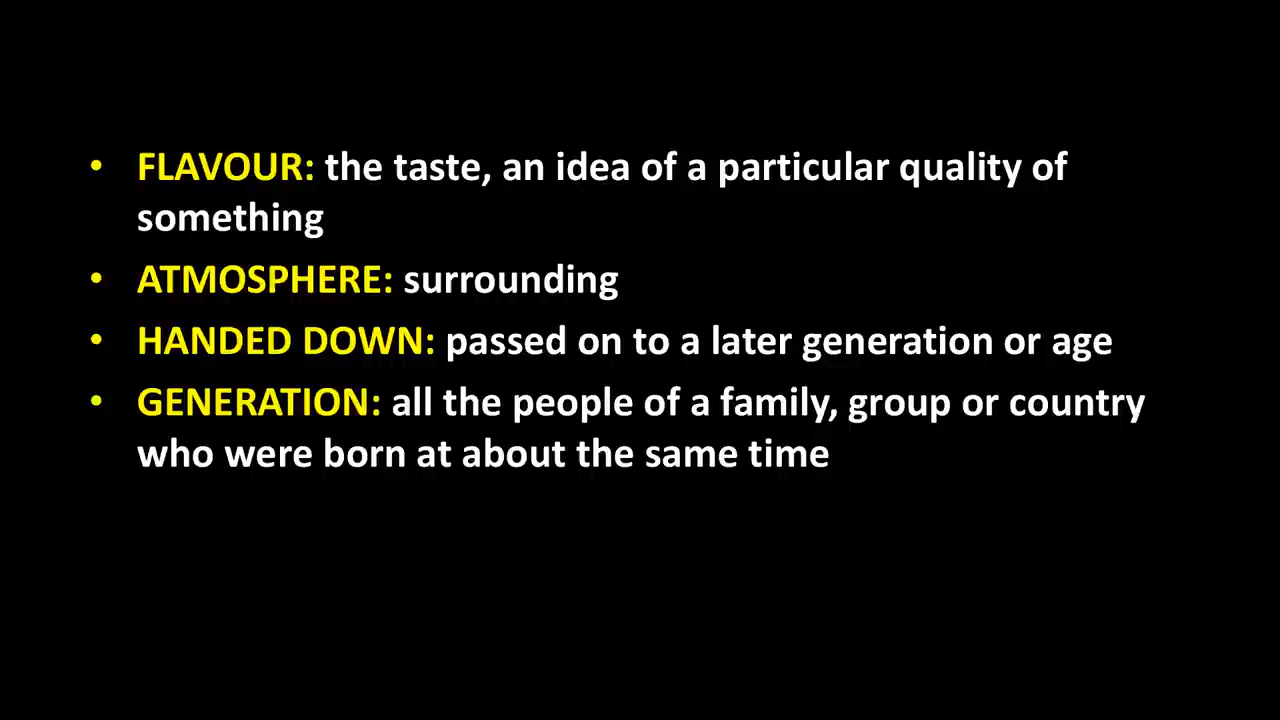 • FLAVOUR: the taste, an idea of a particular quality of
something
• ATMOSPHERE: surrounding
• HANDED DOWN: passed on to a later generation or age
• GENERATION: all the people of a family, group or country
who were born at about the same time